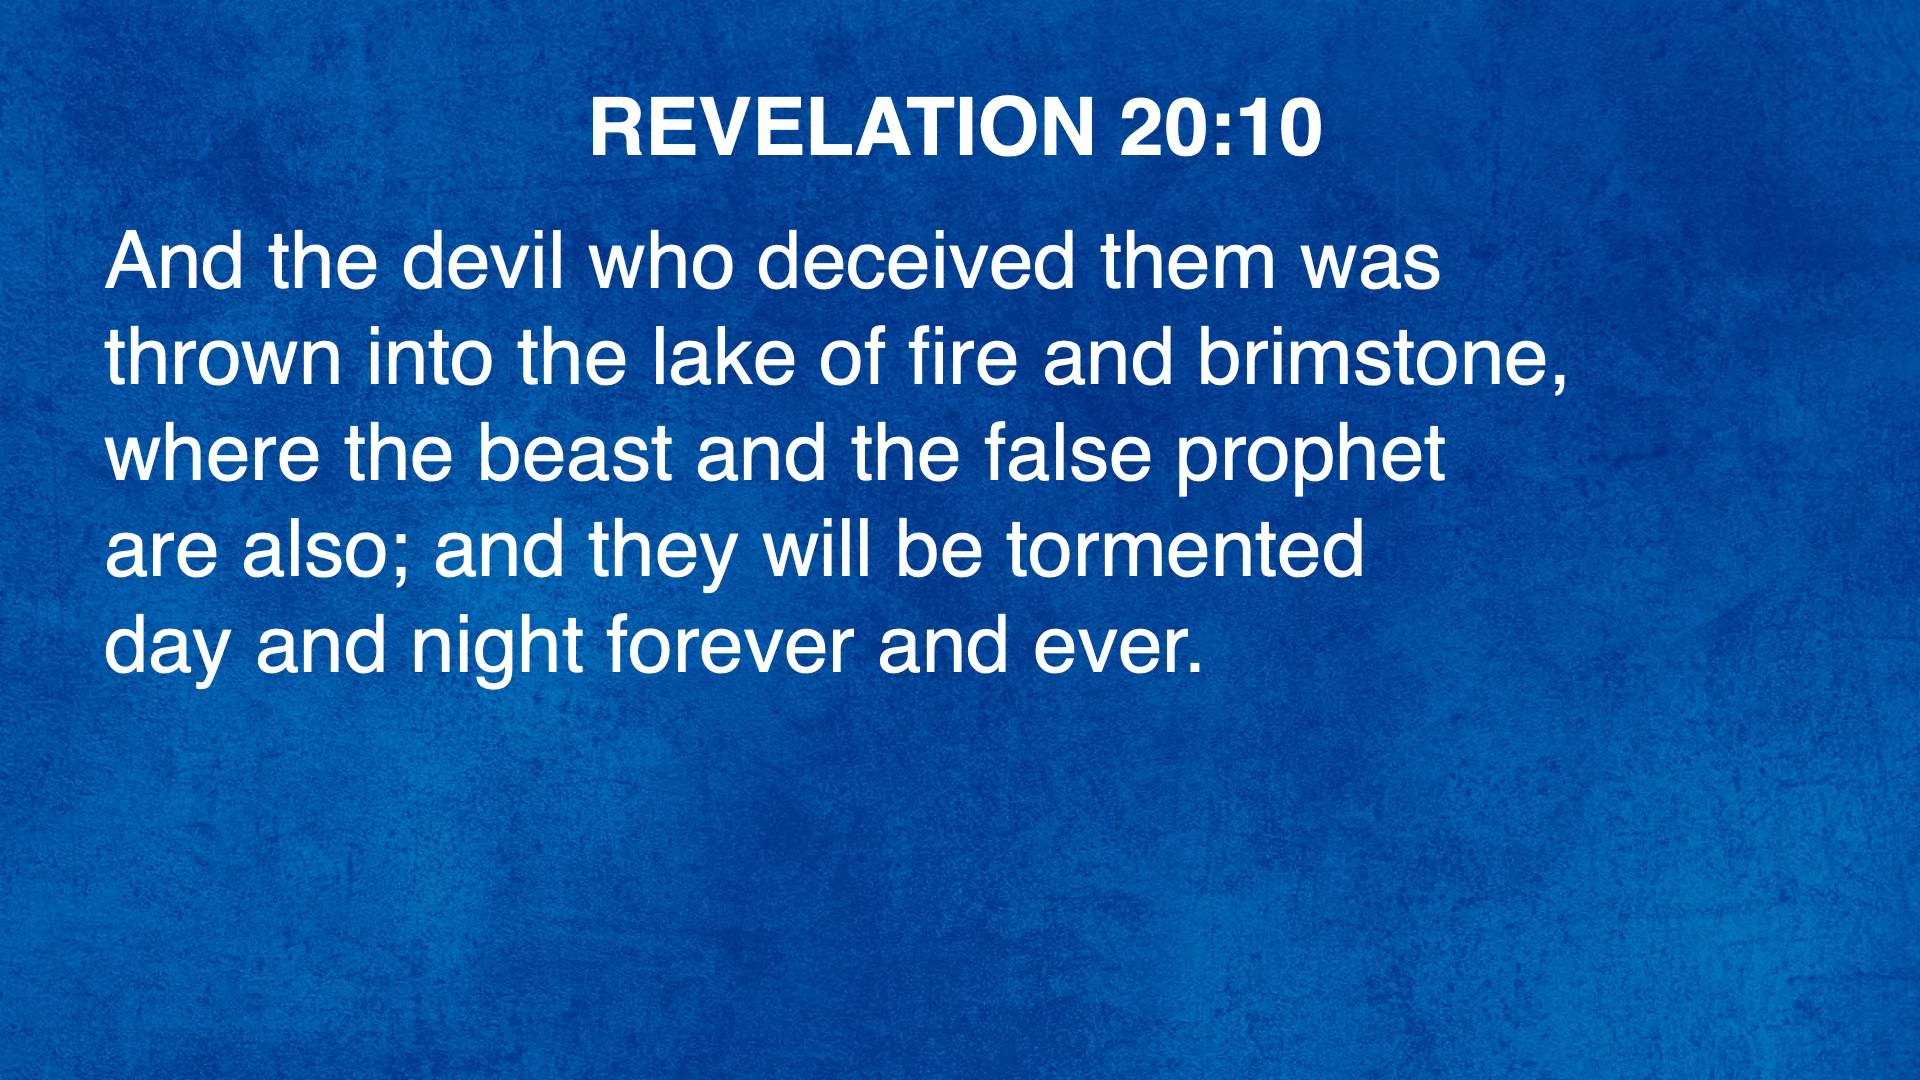 REVELATION 20:10
And the devil who deceived them was
thrown into the lake of fire and brimstone,
where the beast and the false prophet
are also; and they will be tormented
day and night forever and ever.